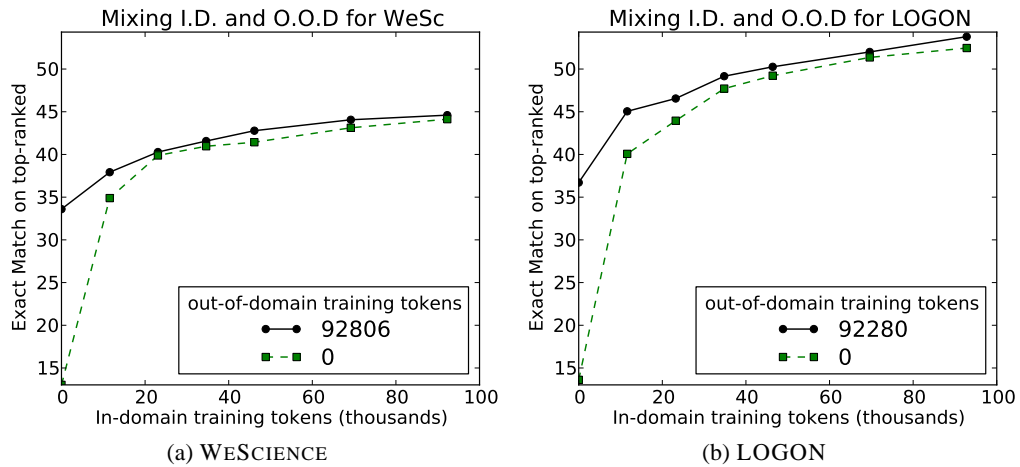 Mixing I.D. and O.O.D for WeSc
Exact Match on top-ranked
50
45
40
35
30
25
20
15
out-of-domain training tokens
92806
0
0 20 40 60 80 100
In-domain training tokens (thousands)
(a) WESCIENCE
Mixing I.D. and O.O.D for LOGON
Exact Match on top-ranked
50
45
40
35
30
25
20
15
out-of-domain training tokens
92280
0
0 20 40 60 80 100
In-domain training tokens (thousands)
(b) LOGON